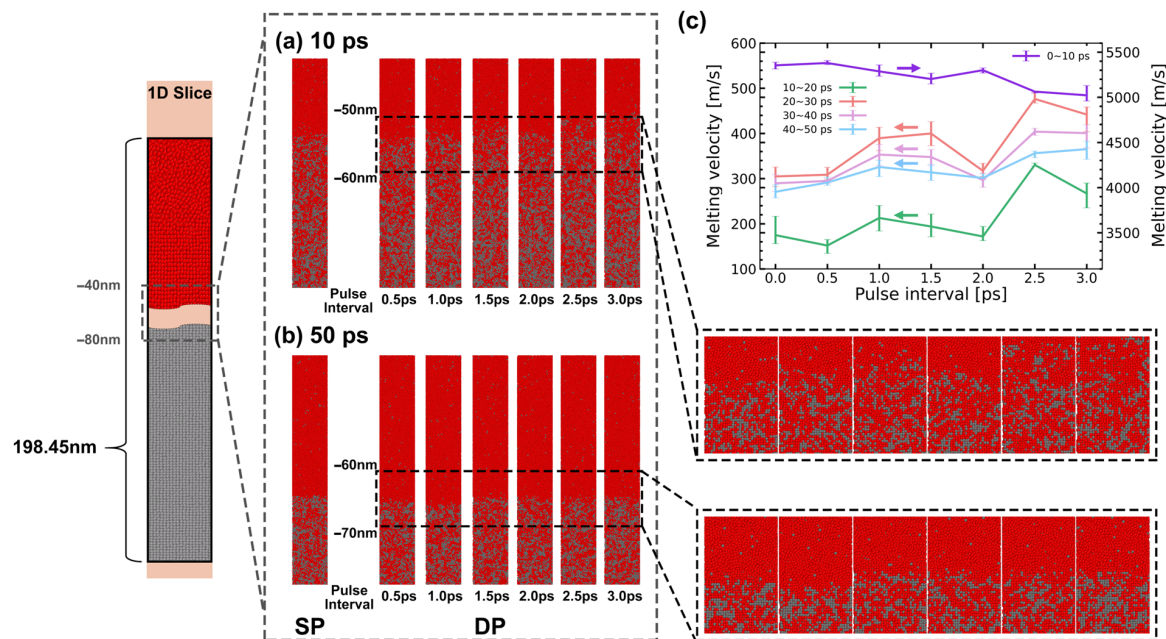 1D Slice
−40nm
−80nm
198.45nm
(a) 10 ps
−50nm
−60nm
Pulse
Interval
0.5ps 1.0ps 1.5ps 2.0ps 2.5ps 3.0ps
(b) 50 ps
−60nm
−70nm
Pulse
Interval
0.5ps 1.0ps 1.5ps 2.0ps 2.5ps 3.0ps
SP DP
(c)
Melting velocity [m/s]
600
500
400
300
200
100
0~10 ps
10~20 ps
20~30 ps
30~40 ps
40~50 ps
5500
5000
4500
4000
3500
Melting velocity [m/s]
0.0 0.5 1.0 1.5 2.0 2.5 3.0
Pulse interval [ps]